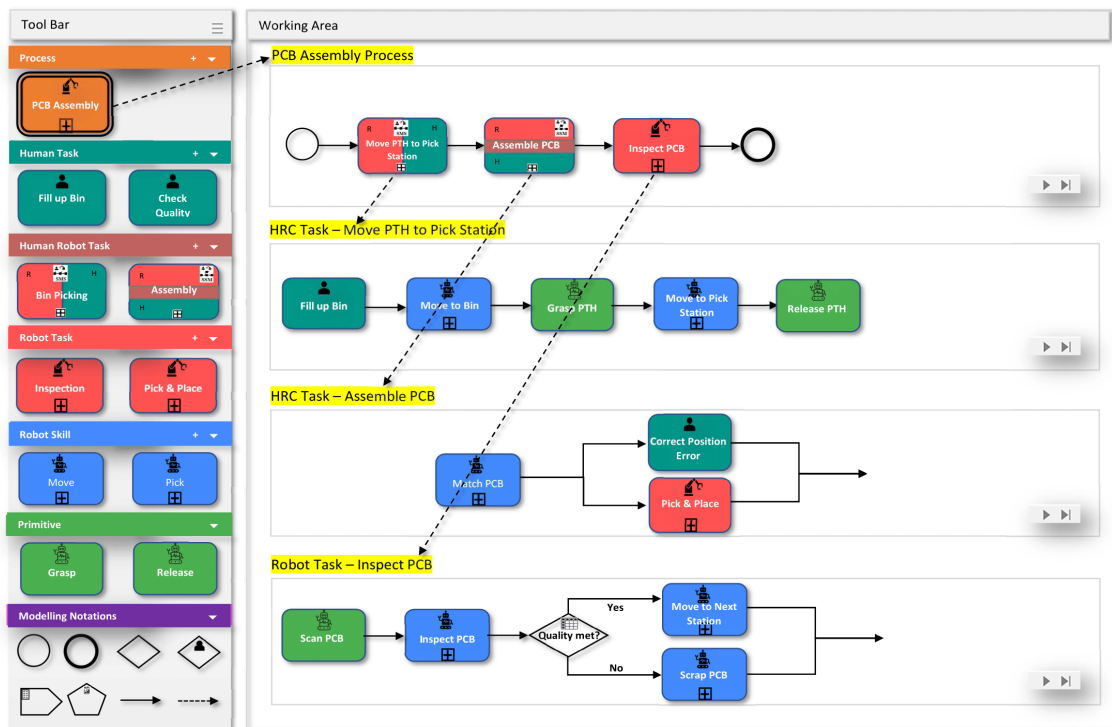 Tool Bar
Process
+
PCB Assembly
Human Task
+
Fill up Bin
Check
Quality
Human Robot Task
+
R
SMS
H
Bin Picking
R
SSM
Assembly
H
Robot Task
+
Inspection
Pick & Place
Robot Skill
+
Move
Pick
Primitive
Grasp
Release
Modelling Notations
Working Area
PCB Assembly Process
R
SMS
H
Move PTH to Pick
Station
R
SSM
Assemble PCB
H
Inspect PCB
HRC Task – Move PTH to Pick Station
Fill up Bin
Move to Bin
Grasp PTH
Move to Pick
Station
Release PTH
HRC Task – Assemble PCB
Match PCB
Correct Position
Error
Pick & Place
Robot Task – Inspect PCB
Scan PCB
Inspect PCB
Quality met?
Yes
No
Move to Next
Station
Scrap PCB